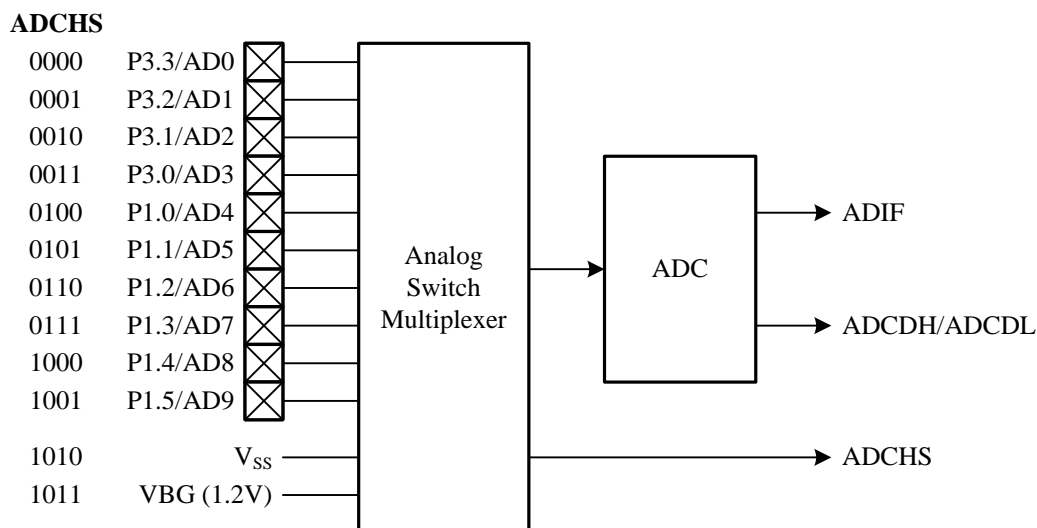 ADCHS
0000 P3.3/AD0
0001 P3.2/AD1
0010 P3.1/AD2
0011 P3.0/AD3
0100 P1.0/AD4
0101 P1.1/AD5
0110 P1.2/AD6
0111 P1.3/AD7
1000 P1.4/AD8
1001 P1.5/AD9
1010 VSS
1011 VBG (1.2V)
Analog
Switch
Multiplexer
ADC
ADIF
ADCDH/ADCDL
ADCHS